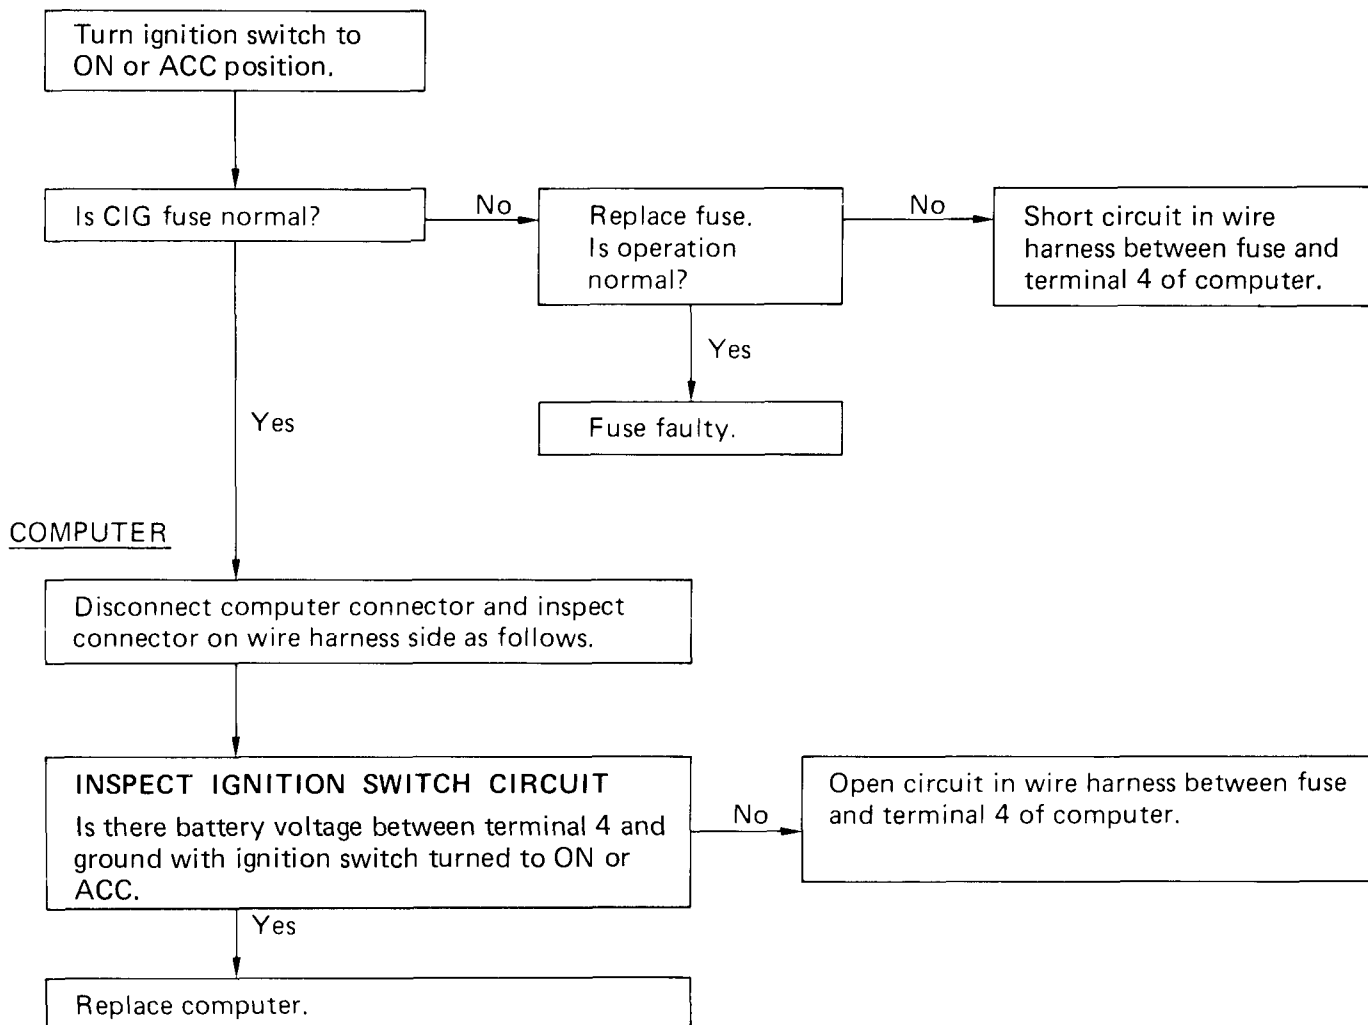 Turn ignition switch to
ON or ACC position.
Is CIG fuse normal?
No
Replace fuse.
Is operation
normal?
No
Short circuit in wire
harness between fuse and
terminal 4 of computer.
Yes
Fuse faulty.
Yes
COMPUTER
Disconnect computer connector and inspect
connector on wire harness side as follows.
INSPECT IGNITION SWITCH CIRCUIT
Is there battery voltage between terminal 4 and
ground with ignition switch turned to ON or
ACC.
No
Open circuit in wire harness between fuse
and terminal 4 of computer.
Yes
Replace computer.